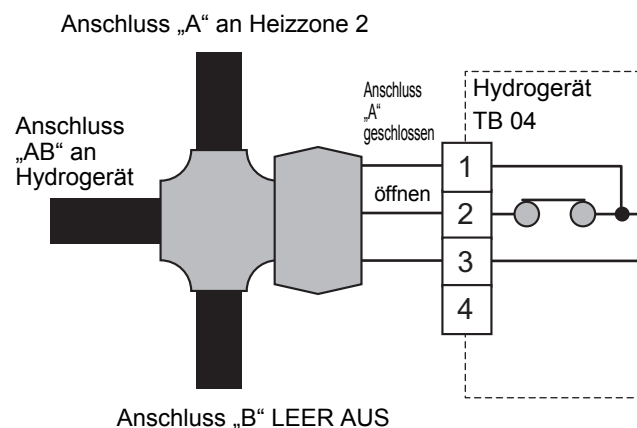 Anschluss „A“ an Heizzone 2
Anschluss
„AB“ an
Hydrogerät
Anschluss
„A“
geschlossen
öffnen
Hydrogerät
TB 04
1
2
3
4
Anschluss „B“ LEER AUS